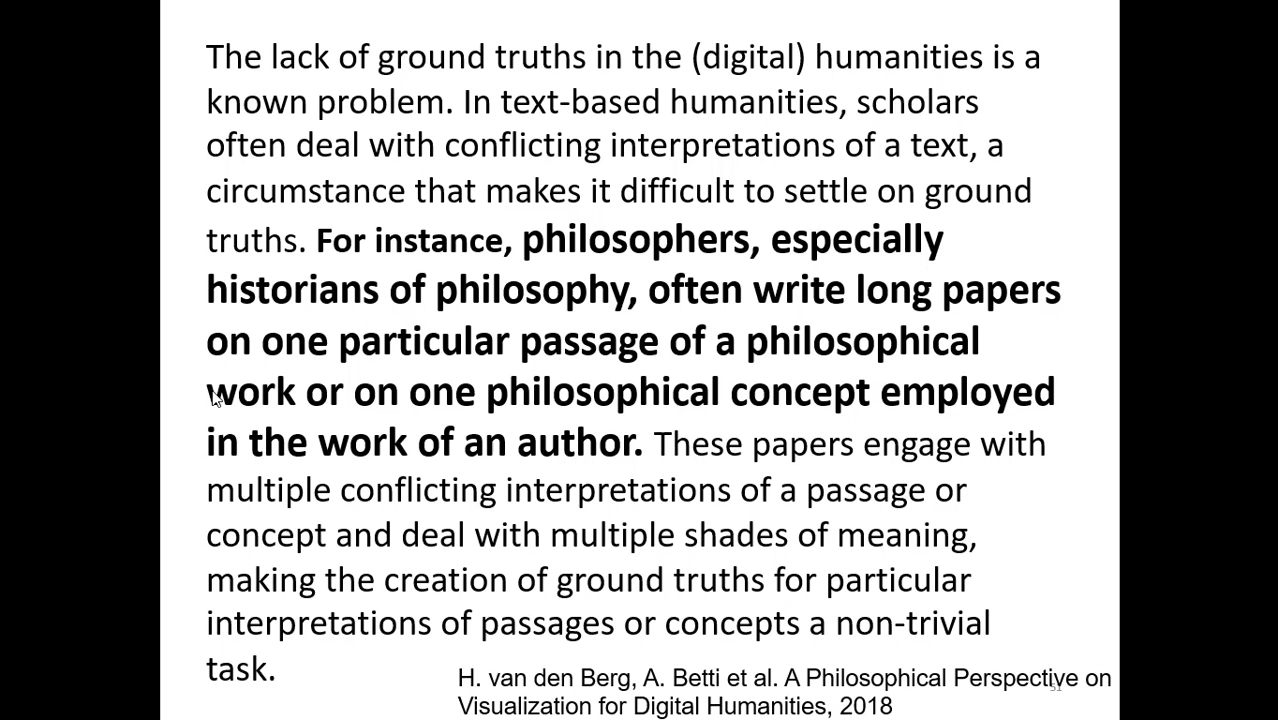 The lack of ground truths in the (digital) humanities is a
known problem. In text-based humanities, scholars
often deal with conflicting interpretations of a text, a
circumstance that makes it difficult to settle on ground
truths. For instance, philosophers, especially
historians of philosophy, often write long papers
on one particular passage of a philosophical
work or on one philosophical concept employed
in the work of an author. These papers engage with
multiple conflicting interpretations of a passage or
concept and deal with multiple shades of meaning,
making the creation of ground truths for particular
interpretations of passages or concepts a non-trivial
task.
H. van den Berg, A. Betti et al. A Philosophical Perspective on
Visualization for Digital Humanities, 2018
51